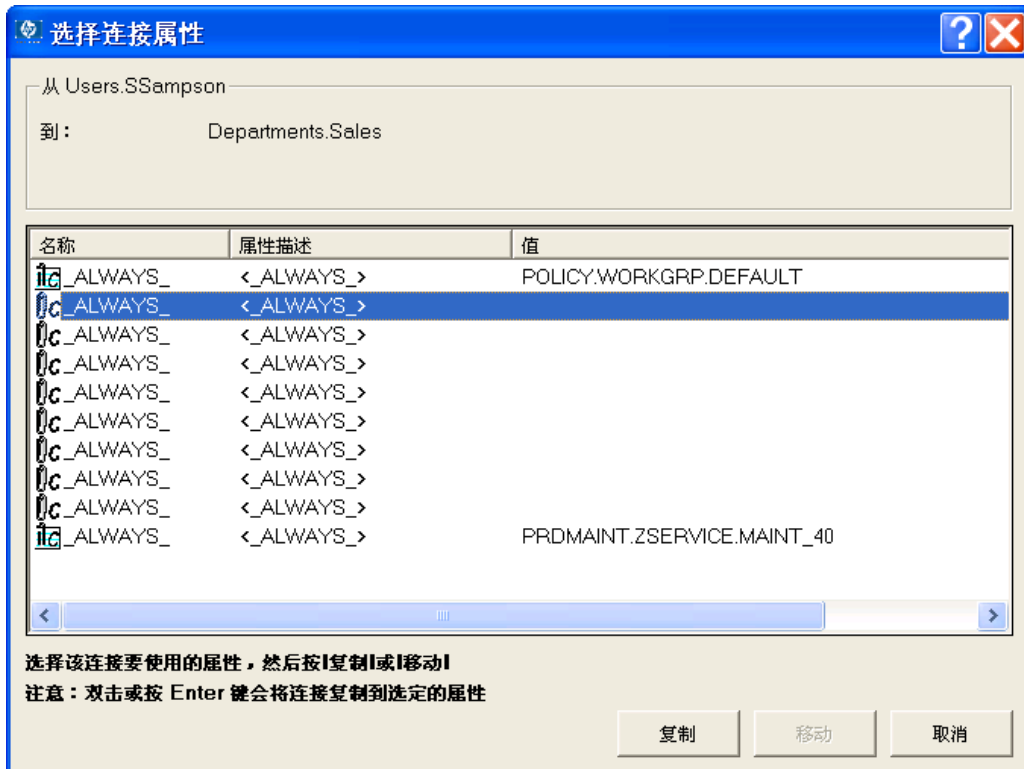 选择连接属性
从 Users.SSampson
到： Departments.Sales
名称 属性描述 值
_ALWAYS_ <_ALWAYS_> POLICY.WORKGRP.DEFAULT
_ALWAYS_ <_ALWAYS_>
_ALWAYS_ <_ALWAYS_>
_ALWAYS_ <_ALWAYS_>
_ALWAYS_ <_ALWAYS_>
_ALWAYS_ <_ALWAYS_>
_ALWAYS_ <_ALWAYS_>
_ALWAYS_ <_ALWAYS_>
_ALWAYS_ <_ALWAYS_>
_ALWAYS_ <_ALWAYS_> PRDMAINT.ZSERVICE.MAINT_40
选择该连接要使用的属性，然后按|复制|或|移动|
注意：双击或按 Enter 键会将连接复制到选定的属性
复制 移动 取消